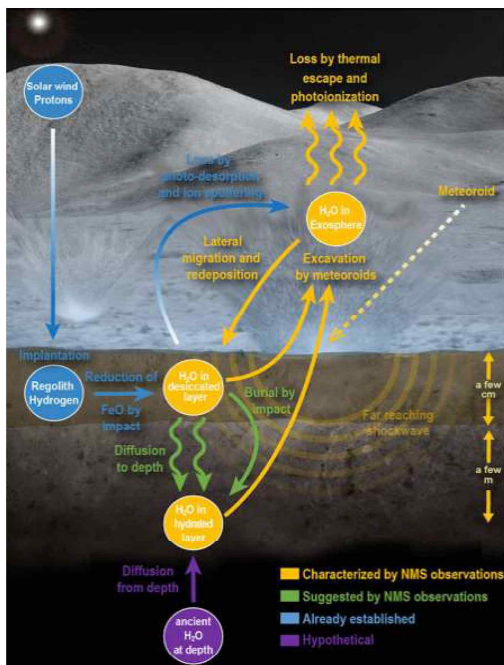 Solar wind
Protons
Loss by thermal
escape and
photoionization
Loss by
photo-desorption
and ion sputtering
H₂O in
Exosphere
Meteoroid
Lateral
migration and
redeposition
Excavation
by meteoroids
Implantation
Regolith
Hydrogen
Reduction of
FeO by
impact
H₂O in
desiccated
layer
Burial by
impact
Far reaching
shockwave
a few
cm
Diffusion
to depth
a few
m
H₂O in
hydrated
layer
Diffusion
from depth
ancient
H₂O
at depth
Characterized by NMS observations
Suggested by NMS observations
Already established
Hypothetical